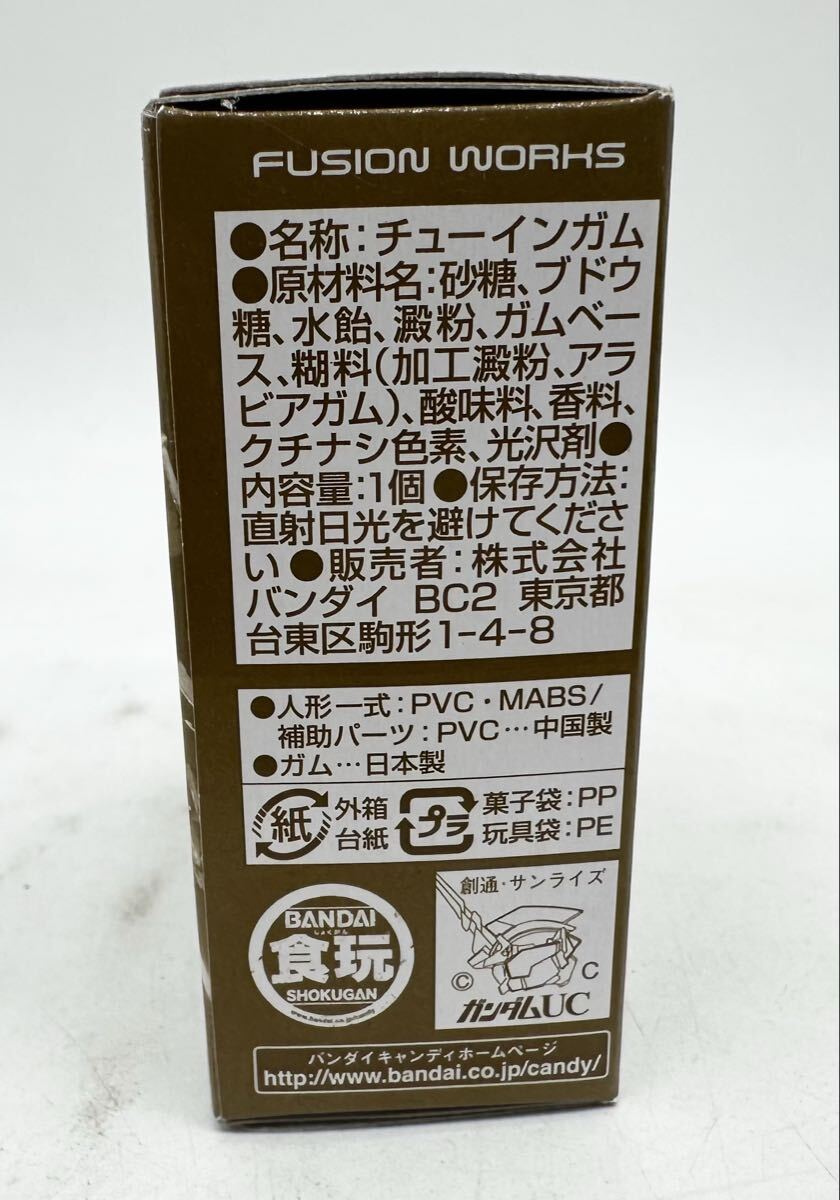 FUSION WORKS
●名称:チューインガム
●原材料名:砂糖、ブドウ
糖、水飴、澱粉、ガムベー
ス、糊料(加工澱粉、アラ
ビアガム)、酸味料、香料、
クチナシ色素、光沢剤●
内容量:1個●保存方法:
直射日光を避けてくださ
い●販売者:株式会社
バンダイ BC2 東京都
台東区駒形1-4-8
●人形一式:PVC・MABS/
補助パーツ:PVC…中国製
●ガム…日本製
紙
外箱
台紙
プラ
菓子袋:PP
玩具袋:PE
BANDAI
しょくがん
食玩
SHOKUGAN
www.bandai.co.jp/candy
創通・サンライズ
© C
ガンダムUC
バンダイキャンディホームページ
http://www.bandai.co.jp/candy/